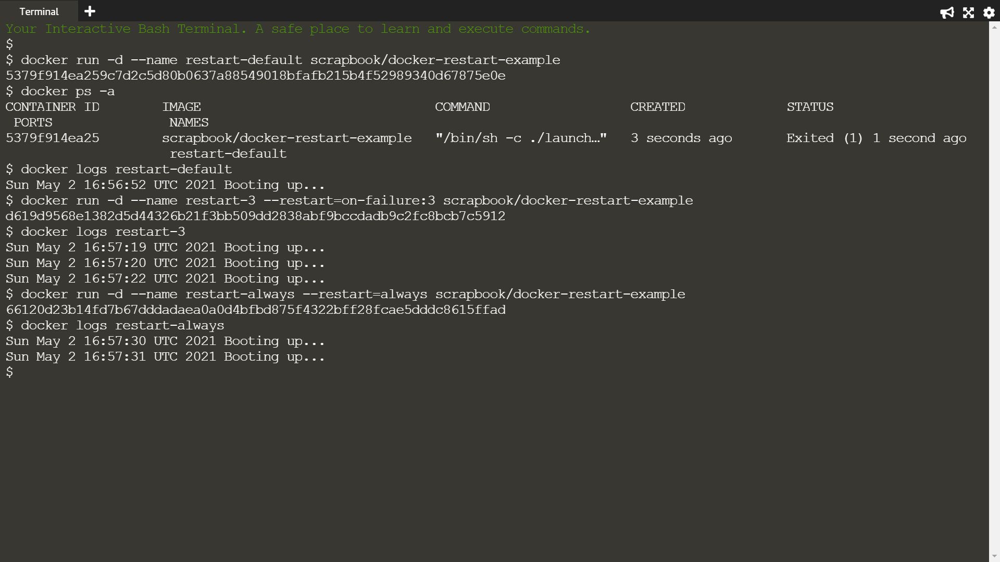 Terminal
Your Interactive Bash Terminal. A safe place to learn and execute commands.
$
$ docker run -d --name restart-default scrapbook/docker-restart-example
5379f914ea259c7d2c5d80b0637a88549018bfafb215b4f52989340d67875e0e
$ docker ps -a
CONTAINER ID        IMAGE                              COMMAND                  CREATED             STATUS
 PORTS               NAMES
5379f914ea25        scrapbook/docker-restart-example   "/bin/sh -c ./launch…"   3 seconds ago       Exited (1) 1 second ago
                     restart-default
$ docker logs restart-default
Sun May 2 16:56:52 UTC 2021 Booting up...
$ docker run -d --name restart-3 --restart=on-failure:3 scrapbook/docker-restart-example
d619d9568e1382d5d44326b21f3bb509dd2838abf9bccdadb9c2fc8bcb7c5912
$ docker logs restart-3
Sun May 2 16:57:19 UTC 2021 Booting up...
Sun May 2 16:57:20 UTC 2021 Booting up...
Sun May 2 16:57:22 UTC 2021 Booting up...
$ docker run -d --name restart-always --restart=always scrapbook/docker-restart-example
66120d23b14fd7b67dddadaea0a0d4bfbd875f4322bff28fcae5dddc8615ffad
$ docker logs restart-always
Sun May 2 16:57:30 UTC 2021 Booting up...
Sun May 2 16:57:31 UTC 2021 Booting up...
$